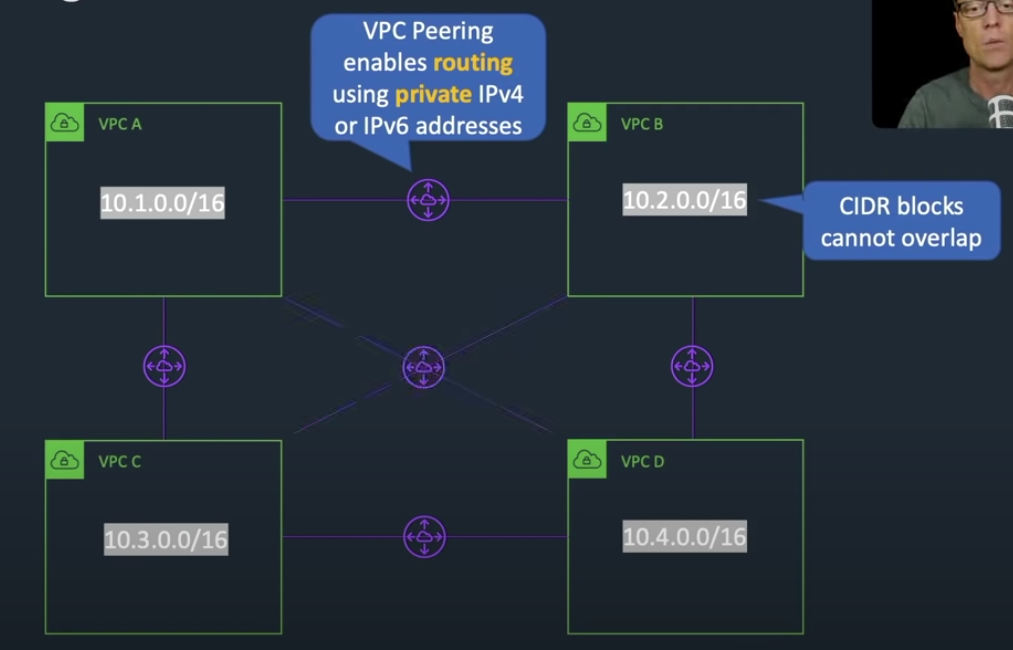 VPC Peering
enables routing
using private IPv4
or IPv6 addresses
VPC A
10.1.0.0/16
VPC B
10.2.0.0/16
CIDR blocks
cannot overlap
VPC C
10.3.0.0/16
VPC D
10.4.0.0/16